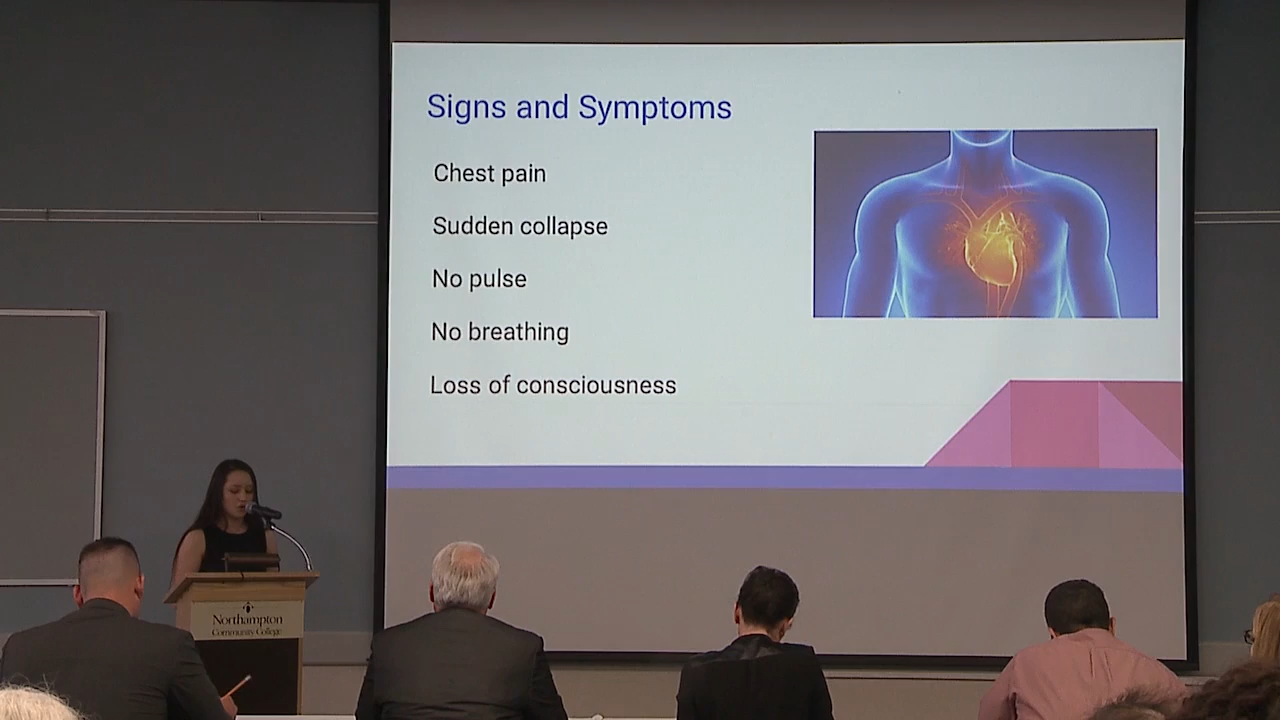 Signs and Symptoms
Chest pain
Sudden collapse
No pulse
No breathing
Loss of consciousness
Northampton
Community College